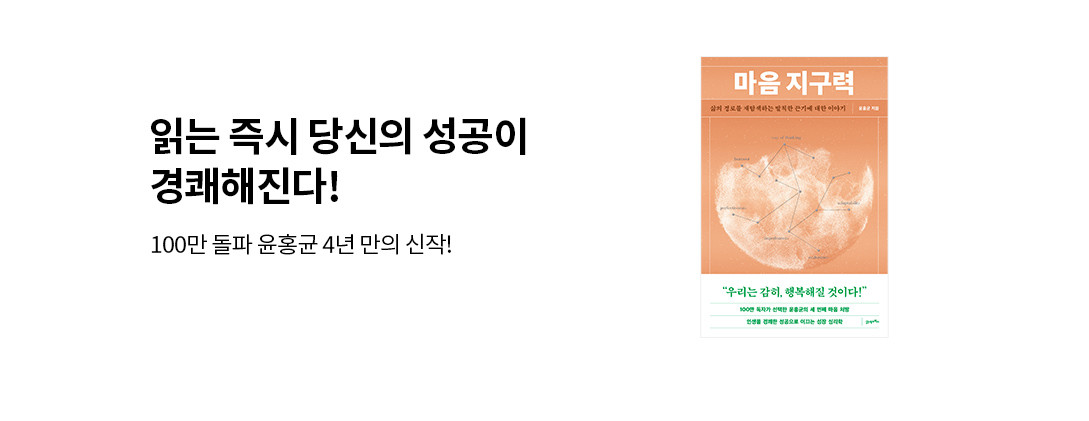 읽는 즉시 당신의 성공이
경쾌해진다!
100만 돌파 윤홍균 4년 만의 신작!
마음 지구력
삶의 경로를 재탐색하는 발칙한 끈기에 대한 이야기
윤홍균 지음
“우리는 감히, 행복해질 것이다!”
100만 독자가 선택한 윤홍균의 세 번째 마음 처방
인생을 경쾌한 성공으로 이끄는 성장 심리학